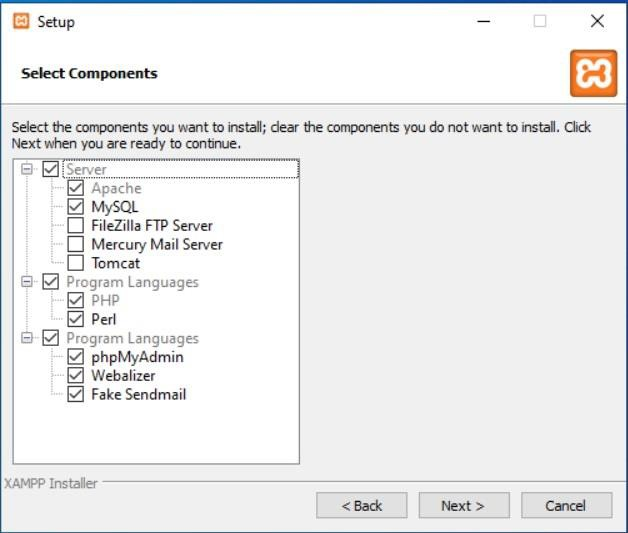 Setup
Select Components
Select the components you want to install; clear the components you do not want to install. Click
Next when you are ready to continue.
Server
Apache
MySQL
FileZilla FTP Server
Mercury Mail Server
Tomcat
Program Languages
PHP
Perl
Program Languages
phpMyAdmin
Webalizer
Fake Sendmail
XAMPP Installer
< Back
Next >
Cancel